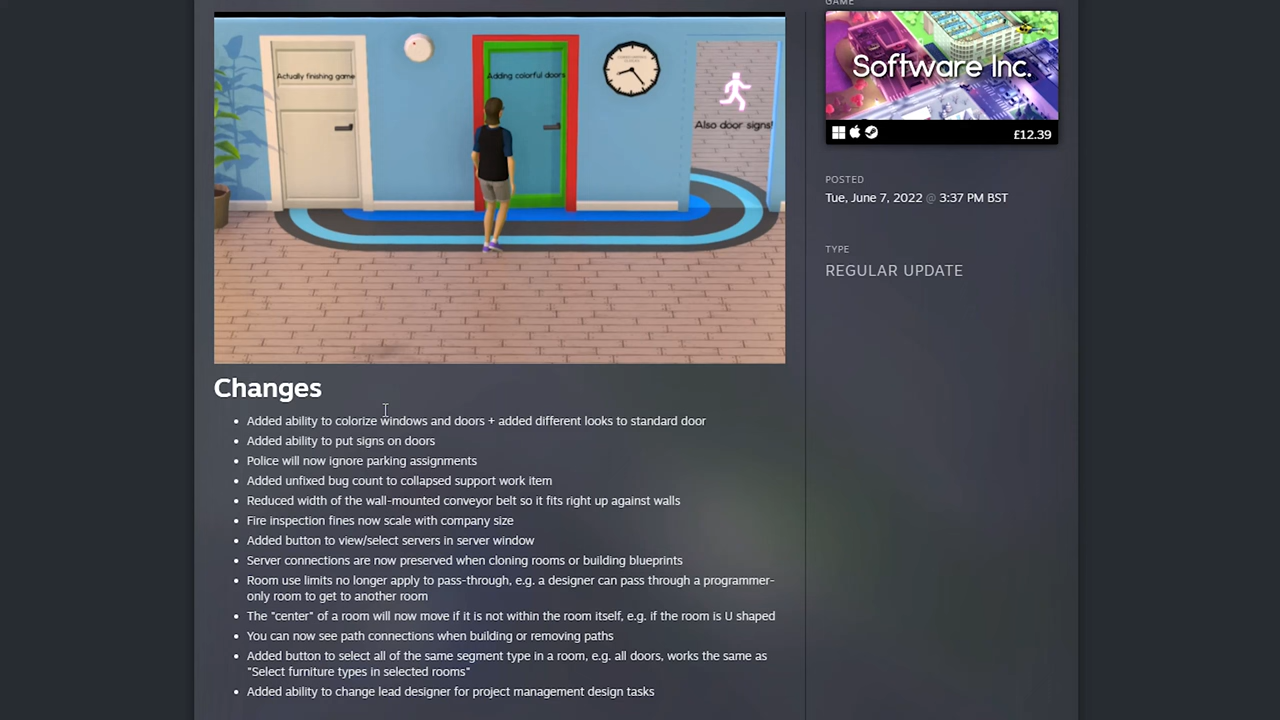 GAME
Actually finishing game
Adding colorful doors
Also door signs!
Software Inc.
£12.39
POSTED
Tue, June 7, 2022 @ 3:37 PM BST
TYPE
REGULAR UPDATE
Changes
Added ability to colorize windows and doors + added different looks to standard door
Added ability to put signs on doors
Police will now ignore parking assignments
Added unfixed bug count to collapsed support work item
Reduced width of the wall-mounted conveyor belt so it fits right up against walls
Fire inspection fines now scale with company size
Added button to view/select servers in server window
Server connections are now preserved when cloning rooms or building blueprints
Room use limits no longer apply to pass-through, e.g. a designer can pass through a programmer-
only room to get to another room
The "center" of a room will now move if it is not within the room itself, e.g. if the room is U shaped
You can now see path connections when building or removing paths
Added button to select all of the same segment type in a room, e.g. all doors, works the same as
"Select furniture types in selected rooms"
Added ability to change lead designer for project management design tasks